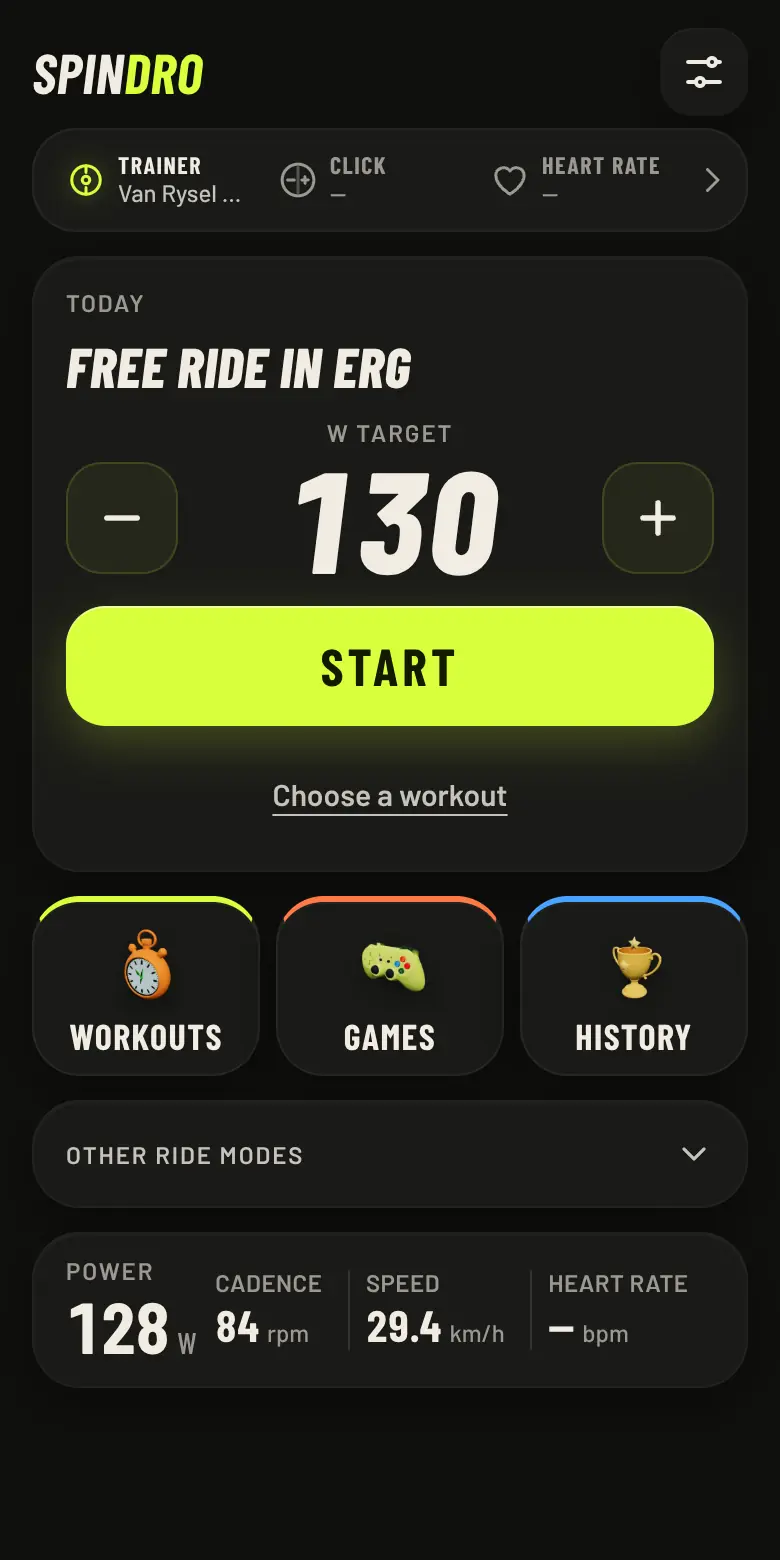 SPINDRO
TRAINER
Van Rysel ...
CLICK
–
HEART RATE
–
TODAY
FREE RIDE IN ERG
W TARGET
− 130 +
START
Choose a workout
WORKOUTS
GAMES
HISTORY
OTHER RIDE MODES
POWER
128 W
CADENCE
84 rpm
SPEED
29.4 km/h
HEART RATE
– bpm